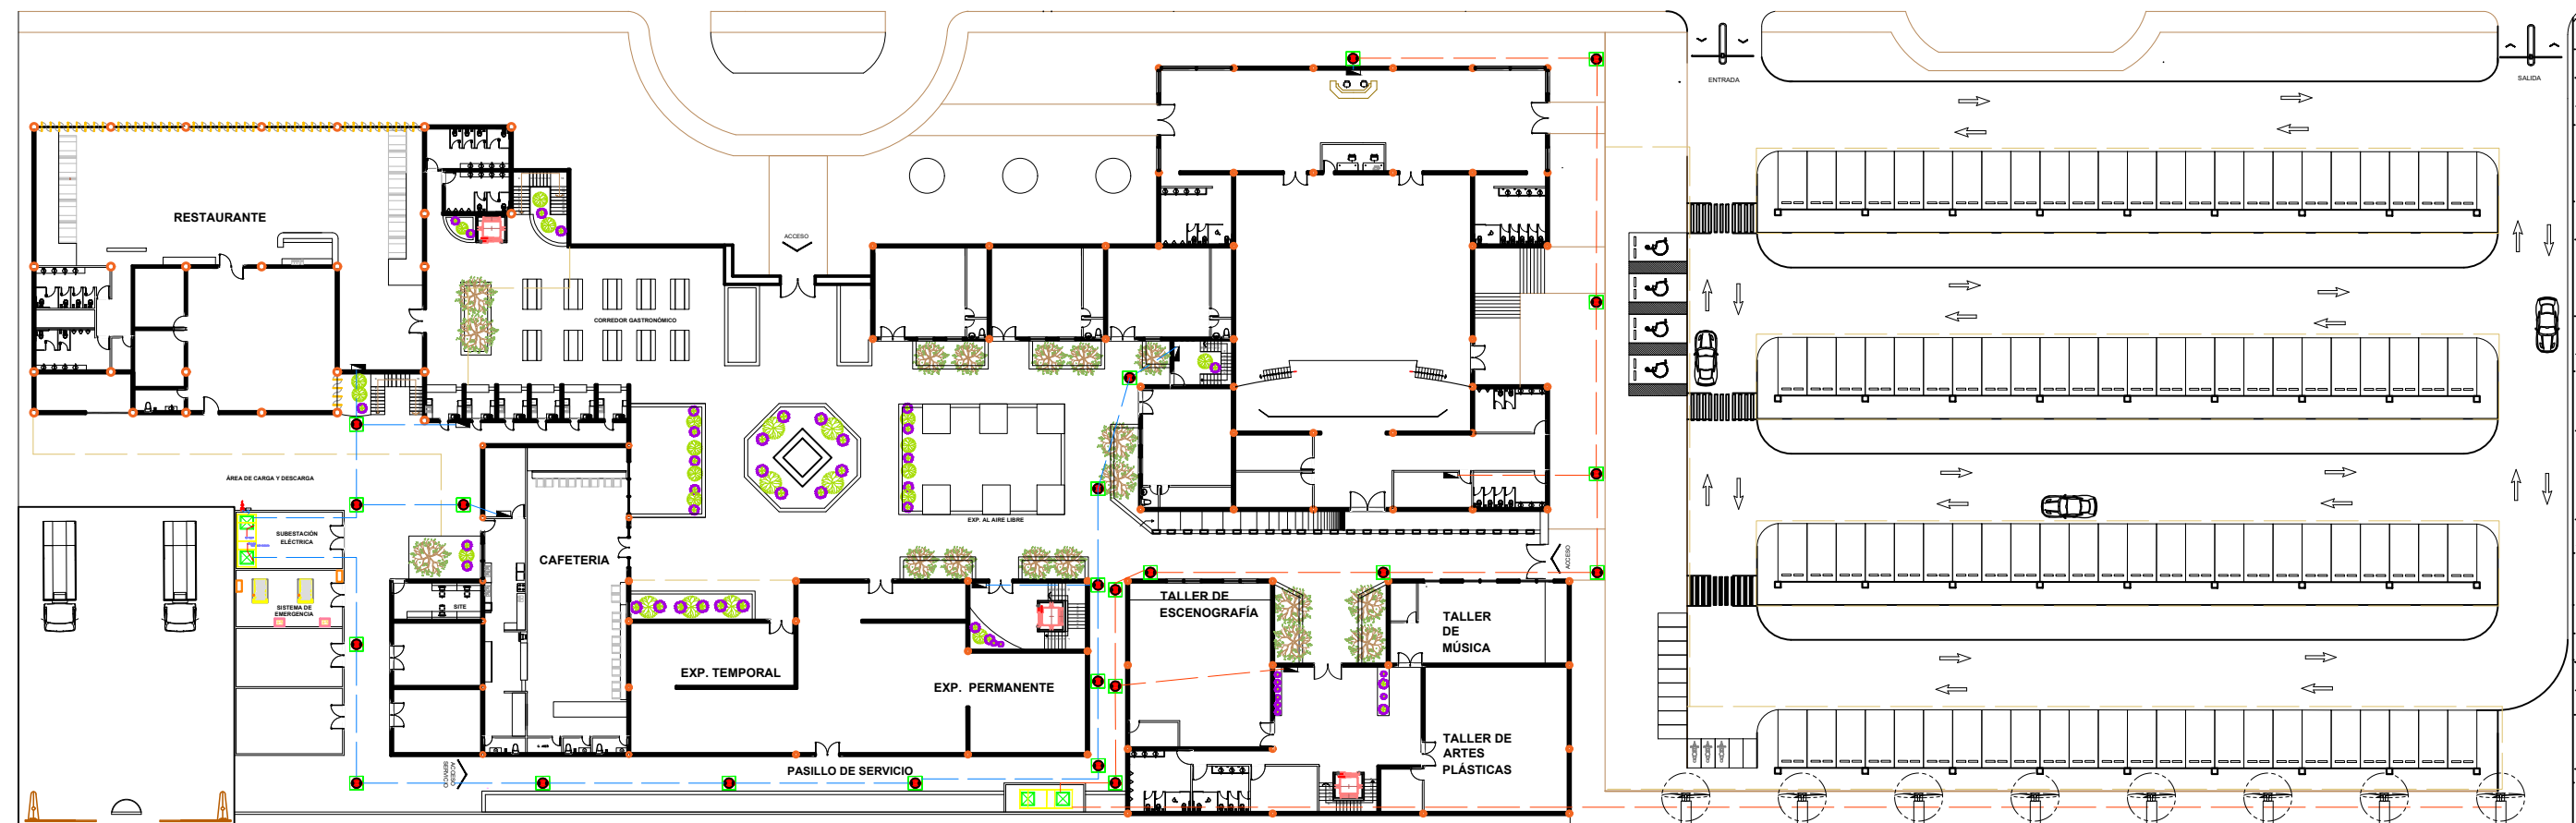 ENTRADA
SALIDA
RESTAURANTE
ACCESO
CORREDOR GASTRONÓMICO
ÁREA DE CARGA Y DESCARGA
EXP. AL AIRE LIBRE
SUBESTACIÓN
ELÉCTRICA
CAFETERIA
ACCESO
SISTEMA DE
EMERGENCIA
SITE
TALLER DE
ESCENOGRAFÍA
TALLER
DE
MÚSICA
EXP. TEMPORAL
EXP. PERMANENTE
TALLER DE
ARTES
PLÁSTICAS
PASILLO DE SERVICIO
ACCESO
SERVICIO